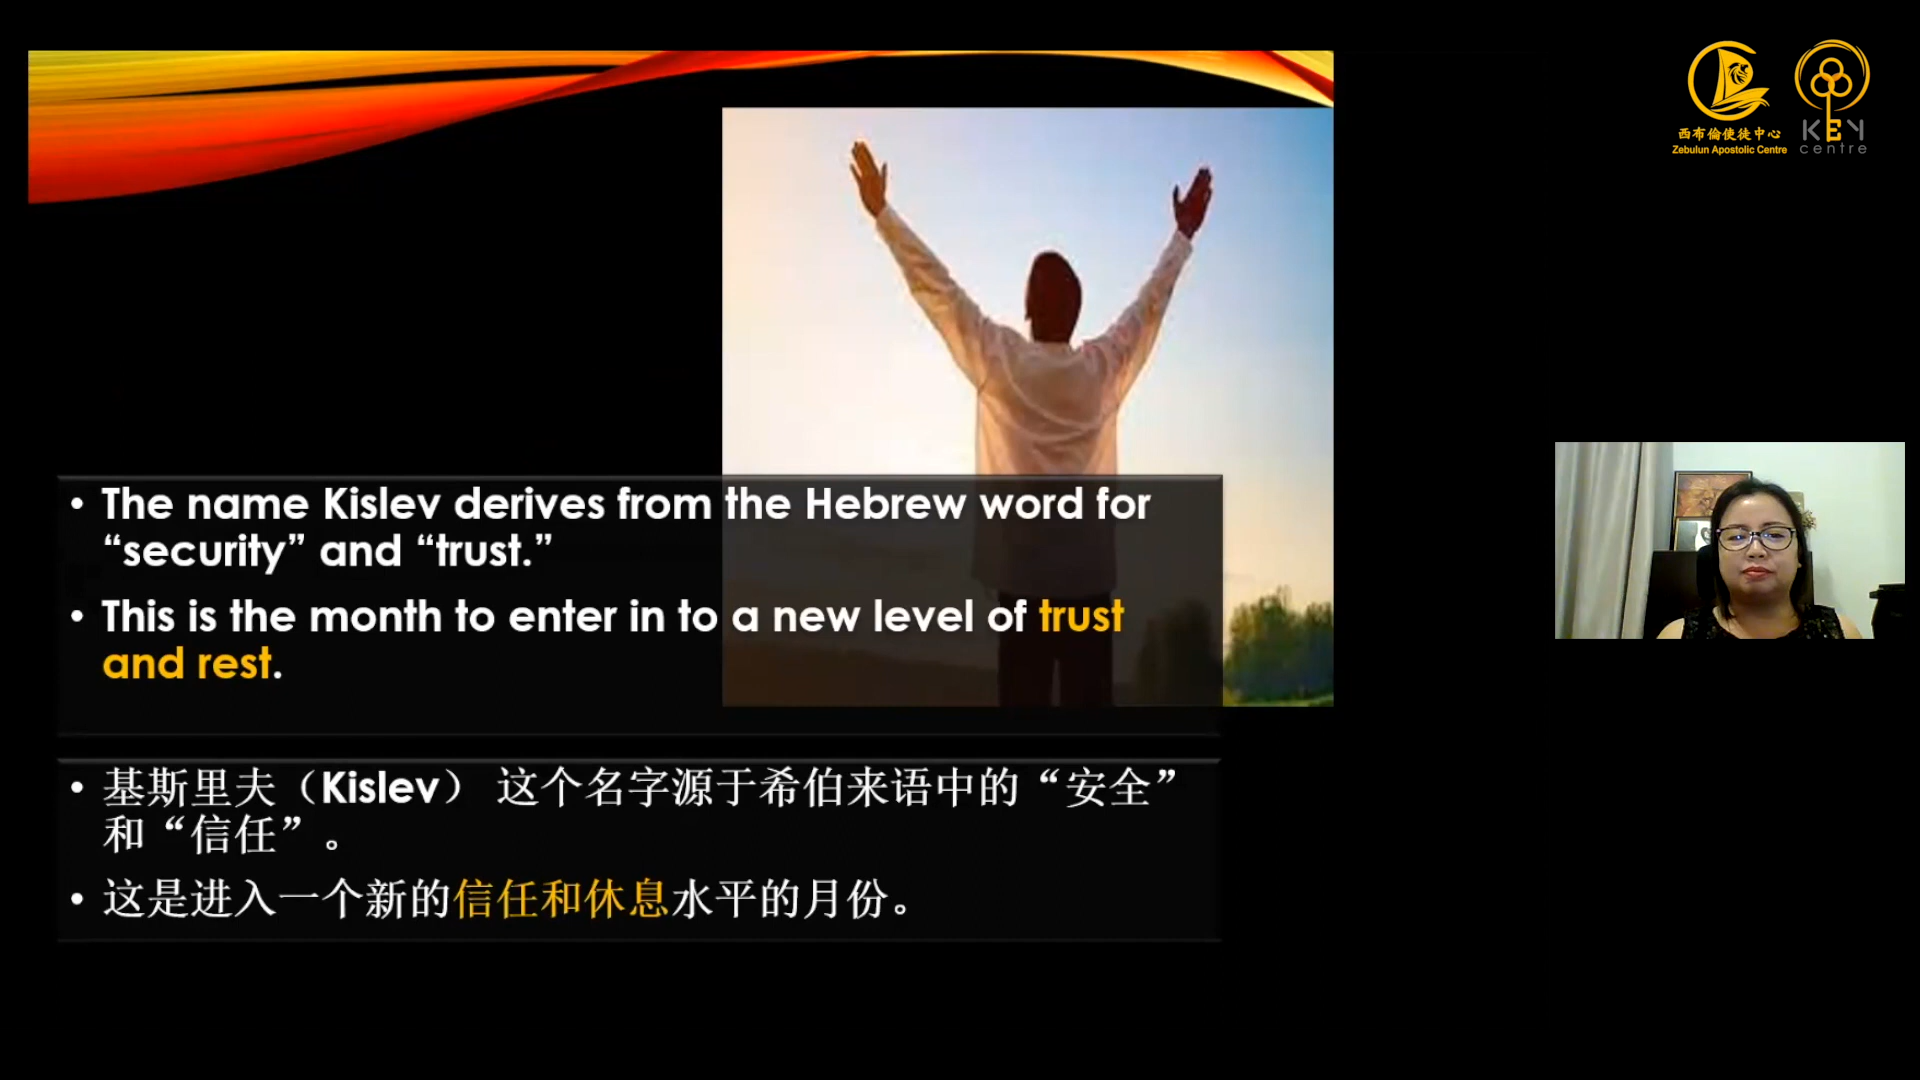 西布倫使徒中心
Zebulun Apostolic Centre
KEY
centre
• The name Kislev derives from the Hebrew word for
“security” and “trust.”
• This is the month to enter in to a new level of trust
and rest.
• 基斯里夫（Kislev） 这个名字源于希伯来语中的“安全”
和“信任”。
• 这是进入一个新的信任和休息水平的月份。